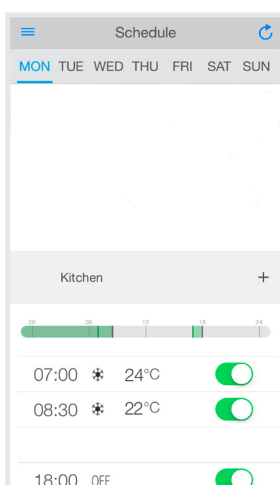 Schedule
MON TUE WED THU FRI SAT SUN
Kitchen +
00 06 12 18 24
07:00 24°C
08:30 22°C
18:00 OFF